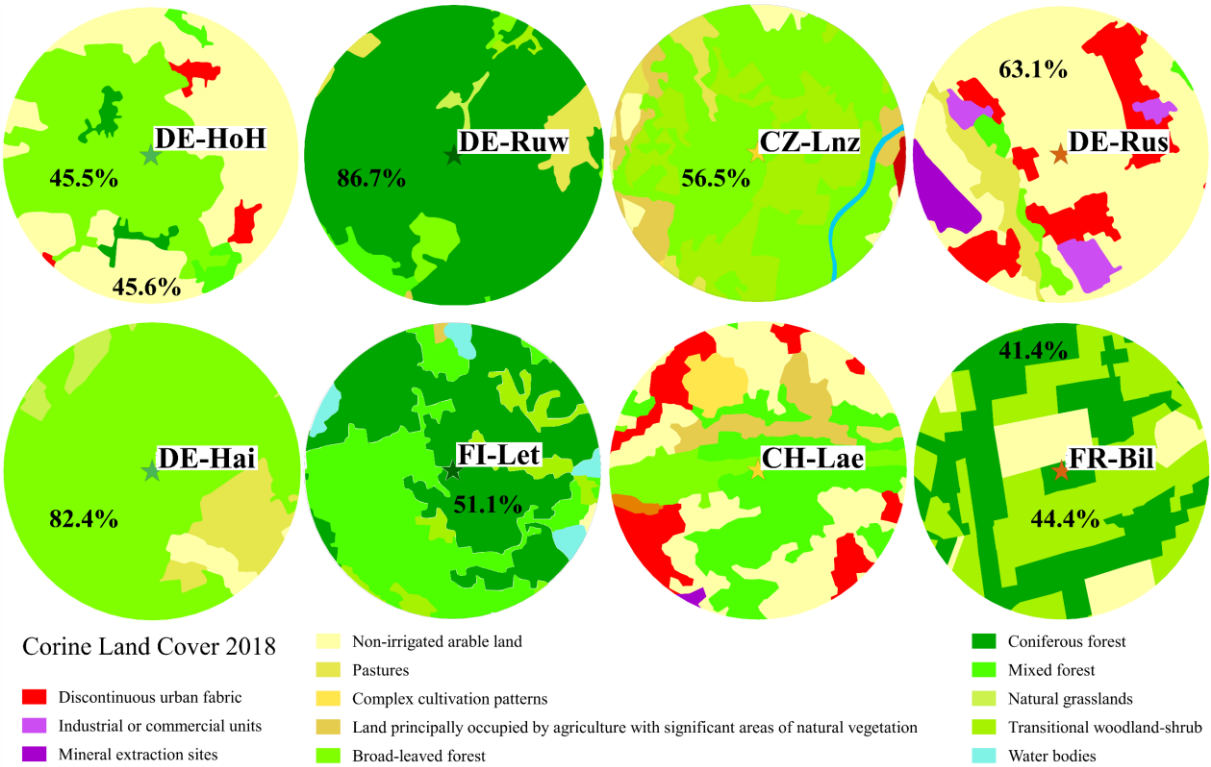 DE-HoH
45.5%
45.6%
DE-Ruw
86.7%
CZ-Lnz
56.5%
63.1%
DE-Rus
DE-Hai
82.4%
FI-Let
51.1%
CH-Lae
41.4%
FR-Bil
44.4%
Corine Land Cover 2018
Discontinuous urban fabric
Industrial or commercial units
Mineral extraction sites
Non-irrigated arable land
Pastures
Complex cultivation patterns
Land principally occupied by agriculture with significant areas of natural vegetation
Broad-leaved forest
Coniferous forest
Mixed forest
Natural grasslands
Transitional woodland-shrub
Water bodies